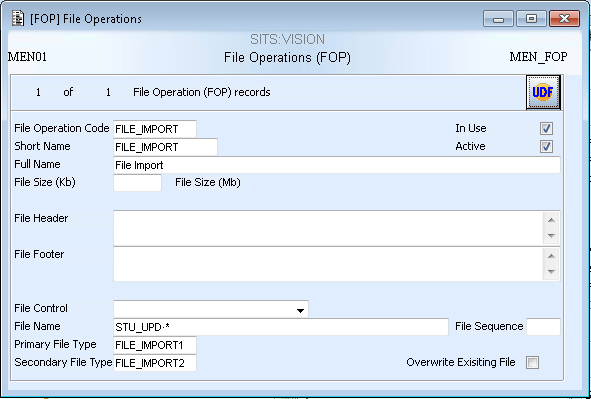 [FOP] File Operations
SITS:VISION
MEN01 File Operations (FOP) MEN_FOP
1 of 1 File Operation (FOP) records UDF
File Operation Code FILE_IMPORT In Use
Short Name FILE_IMPORT Active
Full Name File Import
File Size (Kb) File Size (Mb)
File Header
File Footer
File Control
File Name STU_UPD-* File Sequence
Primary File Type FILE_IMPORT1
Secondary File Type FILE_IMPORT2 Overwrite Exisiting File